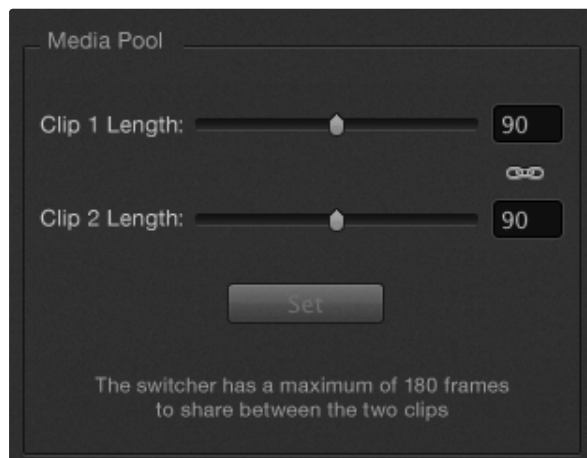 Media Pool
Clip 1 Length: 90
Clip 2 Length: 90
Set
The switcher has a maximum of 180 frames
to share between the two clips